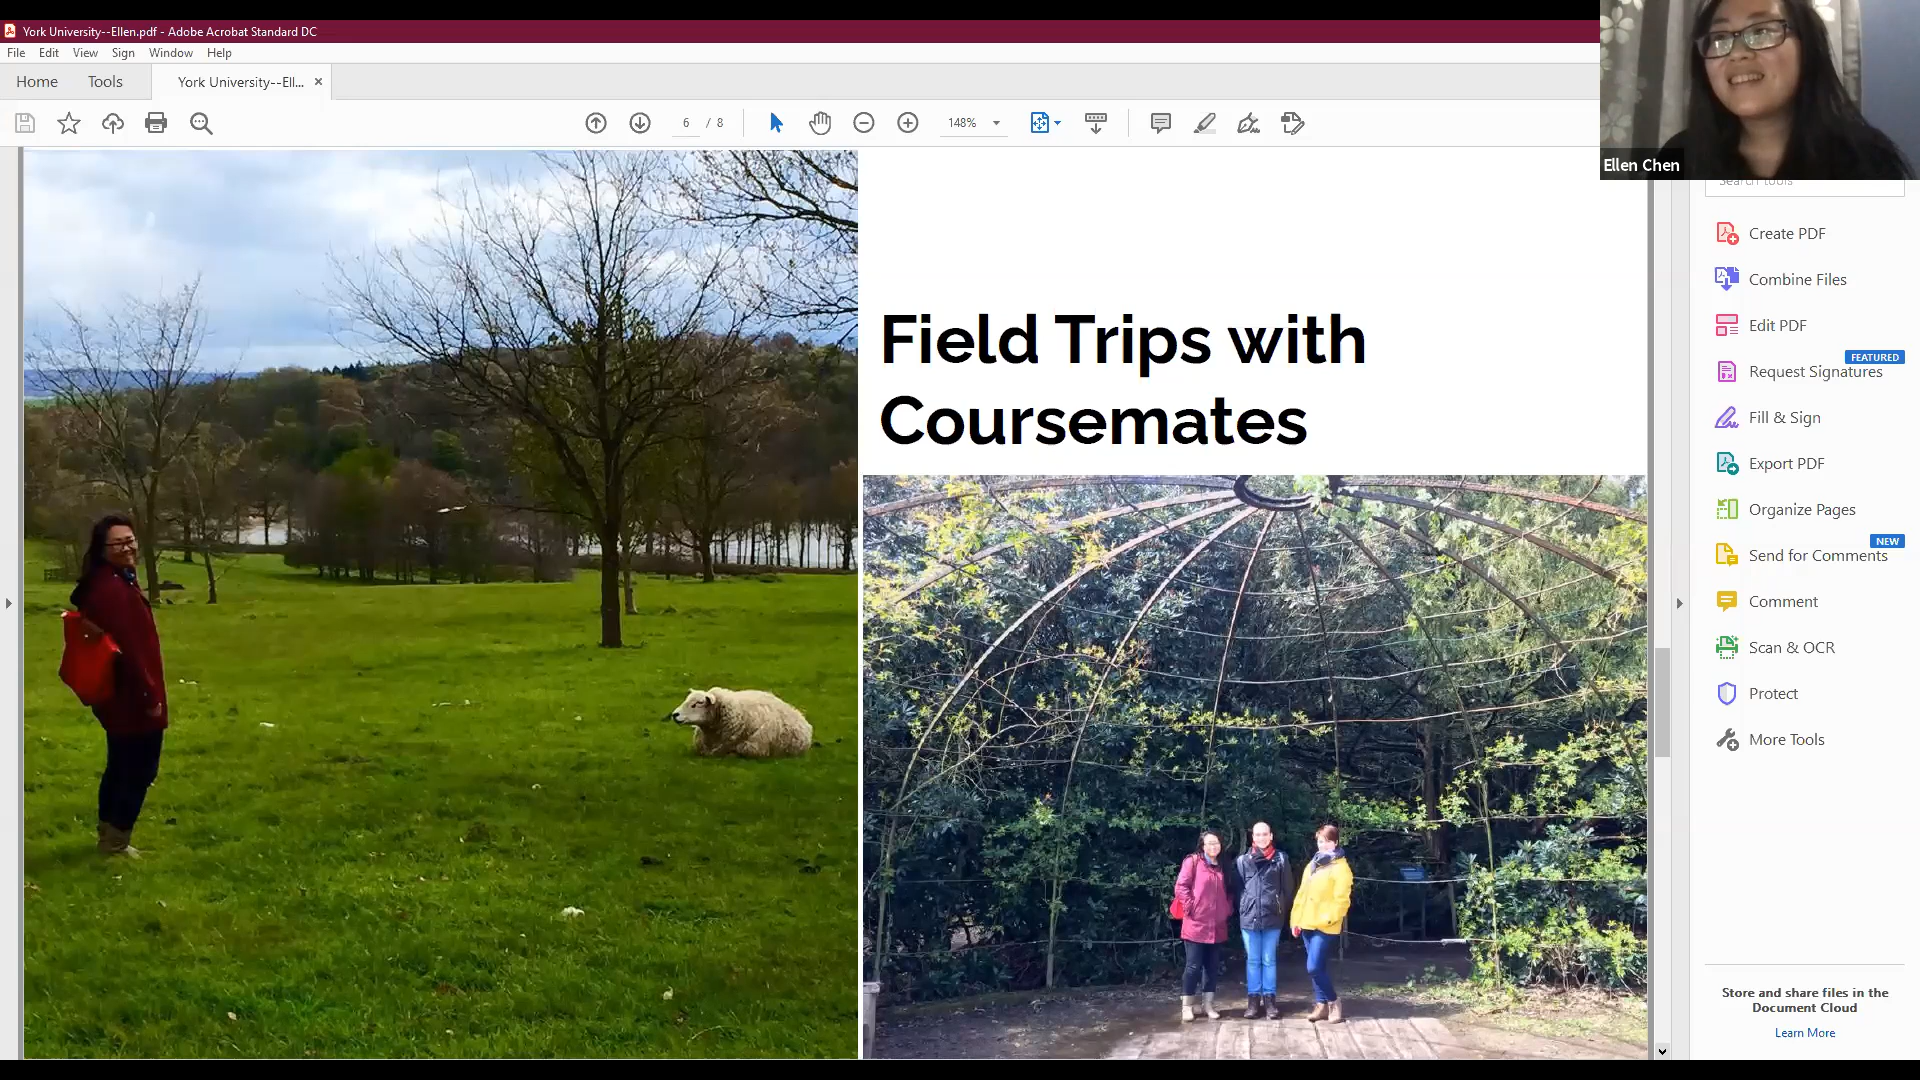 York University--Ellen.pdf - Adobe Acrobat Standard DC
File Edit View Sign Window Help
Home Tools York University--Ell... ×
6 / 8 148%
Ellen Chen
Search tools
Field Trips with
Coursemates
Create PDF
Combine Files
Edit PDF
FEATURED
Request Signatures
Fill & Sign
Export PDF
Organize Pages
NEW
Send for Comments
Comment
Scan & OCR
Protect
More Tools
Store and share files in the
Document Cloud
Learn More